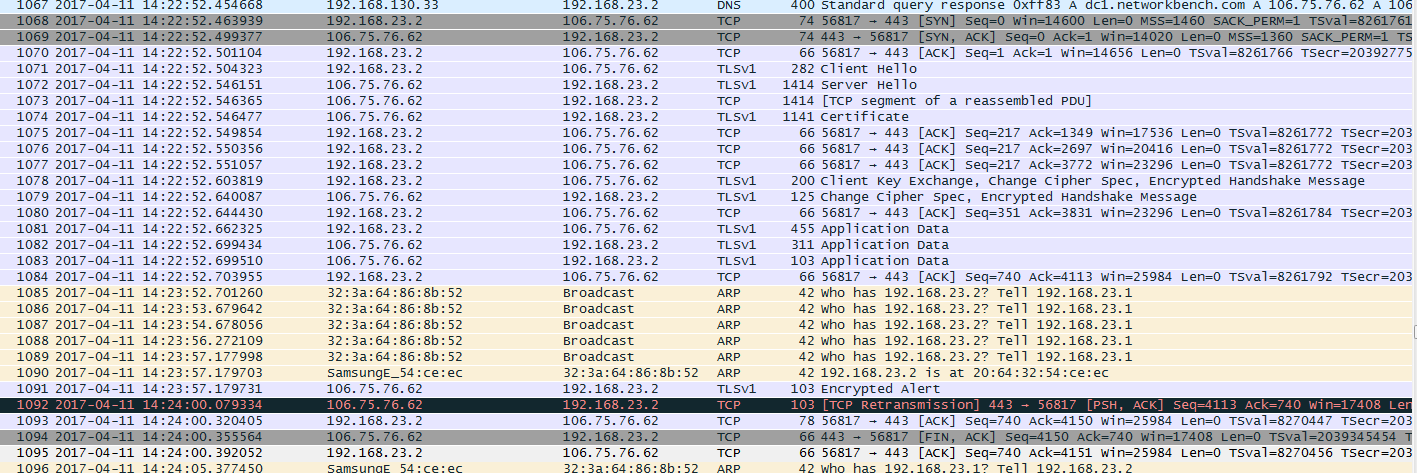 1067 2017-04-11 14:22:52.454668 192.168.130.33 192.168.23.2 DNS 400 Standard query response 0xff83 A dc1.networkbench.com A 106.75.76.62 A 106
1068 2017-04-11 14:22:52.463939 192.168.23.2 106.75.76.62 TCP 74 56817 → 443 [SYN] Seq=0 Win=14600 Len=0 MSS=1460 SACK_PERM=1 TSval=8261761
1069 2017-04-11 14:22:52.499377 106.75.76.62 192.168.23.2 TCP 74 443 → 56817 [SYN, ACK] Seq=0 Ack=1 Win=14020 Len=0 MSS=1360 SACK_PERM=1 TS
1070 2017-04-11 14:22:52.501104 192.168.23.2 106.75.76.62 TCP 66 56817 → 443 [ACK] Seq=1 Ack=1 Win=14656 Len=0 TSval=8261766 TSecr=20392775
1071 2017-04-11 14:22:52.504323 192.168.23.2 106.75.76.62 TLSv1 282 Client Hello
1072 2017-04-11 14:22:52.546151 106.75.76.62 192.168.23.2 TLSv1 1414 Server Hello
1073 2017-04-11 14:22:52.546365 106.75.76.62 192.168.23.2 TCP 1414 [TCP segment of a reassembled PDU]
1074 2017-04-11 14:22:52.546477 106.75.76.62 192.168.23.2 TLSv1 1141 Certificate
1075 2017-04-11 14:22:52.549854 192.168.23.2 106.75.76.62 TCP 66 56817 → 443 [ACK] Seq=217 Ack=1349 Win=17536 Len=0 TSval=8261772 TSecr=203
1076 2017-04-11 14:22:52.550356 192.168.23.2 106.75.76.62 TCP 66 56817 → 443 [ACK] Seq=217 Ack=2697 Win=20416 Len=0 TSval=8261772 TSecr=203
1077 2017-04-11 14:22:52.551057 192.168.23.2 106.75.76.62 TCP 66 56817 → 443 [ACK] Seq=217 Ack=3772 Win=23296 Len=0 TSval=8261772 TSecr=203
1078 2017-04-11 14:22:52.603819 192.168.23.2 106.75.76.62 TLSv1 200 Client Key Exchange, Change Cipher Spec, Encrypted Handshake Message
1079 2017-04-11 14:22:52.640087 106.75.76.62 192.168.23.2 TLSv1 125 Change Cipher Spec, Encrypted Handshake Message
1080 2017-04-11 14:22:52.644430 192.168.23.2 106.75.76.62 TCP 66 56817 → 443 [ACK] Seq=351 Ack=3831 Win=23296 Len=0 TSval=8261784 TSecr=203
1081 2017-04-11 14:22:52.662325 192.168.23.2 106.75.76.62 TLSv1 455 Application Data
1082 2017-04-11 14:22:52.699434 106.75.76.62 192.168.23.2 TLSv1 311 Application Data
1083 2017-04-11 14:22:52.699510 106.75.76.62 192.168.23.2 TLSv1 103 Application Data
1084 2017-04-11 14:22:52.703955 192.168.23.2 106.75.76.62 TCP 66 56817 → 443 [ACK] Seq=740 Ack=4113 Win=25984 Len=0 TSval=8261792 TSecr=203
1085 2017-04-11 14:23:52.701260 32:3a:64:86:8b:52 Broadcast ARP 42 Who has 192.168.23.2? Tell 192.168.23.1
1086 2017-04-11 14:23:53.679642 32:3a:64:86:8b:52 Broadcast ARP 42 Who has 192.168.23.2? Tell 192.168.23.1
1087 2017-04-11 14:23:54.678056 32:3a:64:86:8b:52 Broadcast ARP 42 Who has 192.168.23.2? Tell 192.168.23.1
1088 2017-04-11 14:23:56.272109 32:3a:64:86:8b:52 Broadcast ARP 42 Who has 192.168.23.2? Tell 192.168.23.1
1089 2017-04-11 14:23:57.177998 32:3a:64:86:8b:52 Broadcast ARP 42 Who has 192.168.23.2? Tell 192.168.23.1
1090 2017-04-11 14:23:57.179703 SamsungE_54:ce:ec 32:3a:64:86:8b:52 ARP 42 192.168.23.2 is at 20:64:32:54:ce:ec
1091 2017-04-11 14:23:57.179731 106.75.76.62 192.168.23.2 TLSv1 103 Encrypted Alert
1092 2017-04-11 14:24:00.079334 106.75.76.62 192.168.23.2 TCP 103 [TCP Retransmission] 443 → 56817 [PSH, ACK] Seq=4113 Ack=740 Win=17408 Len
1093 2017-04-11 14:24:00.320405 192.168.23.2 106.75.76.62 TCP 78 56817 → 443 [ACK] Seq=740 Ack=4150 Win=25984 Len=0 TSval=8270447 TSecr=203
1094 2017-04-11 14:24:00.355564 106.75.76.62 192.168.23.2 TCP 66 443 → 56817 [FIN, ACK] Seq=4150 Ack=740 Win=17408 Len=0 TSval=2039345454 T
1095 2017-04-11 14:24:00.392052 192.168.23.2 106.75.76.62 TCP 66 56817 → 443 [ACK] Seq=740 Ack=4151 Win=25984 Len=0 TSval=8270456 TSecr=203
1096 2017-04-11 14:24:05.377450 SamsungE_54:ce:ec 32:3a:64:86:8b:52 ARP 42 Who has 192.168.23.1? Tell 192.168.23.2